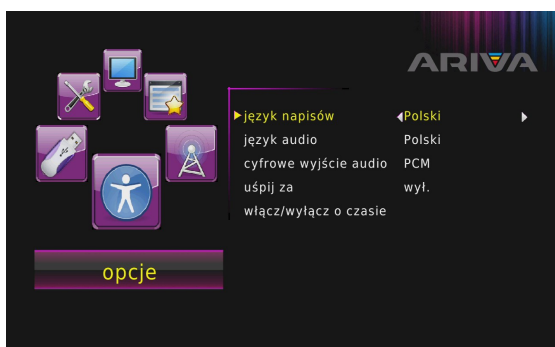 ARIVA
język napisów Polski
język audio Polski
cyfrowe wyjście audio PCM
uśpij za wył.
włącz/wyłącz o czasie
opcje